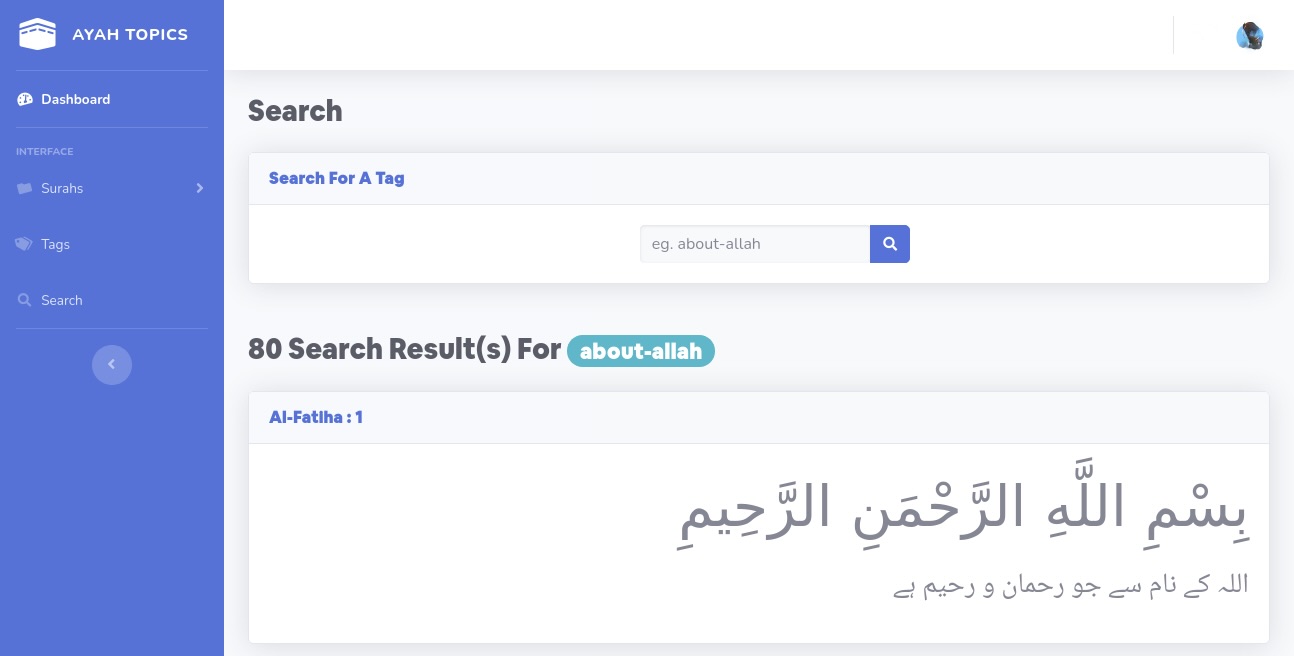 AYAH TOPICS
Dashboard
INTERFACE
Surahs
Tags
Search
Search
Search For A Tag
eg. about-allah
80 Search Result(s) For about-allah
Al-Fatiha : 1
بِسْمِ اللَّهِ الرَّحْمَنِ الرَّحِيمِ
اللہ کے نام سے جو رحمان و رحیم ہے